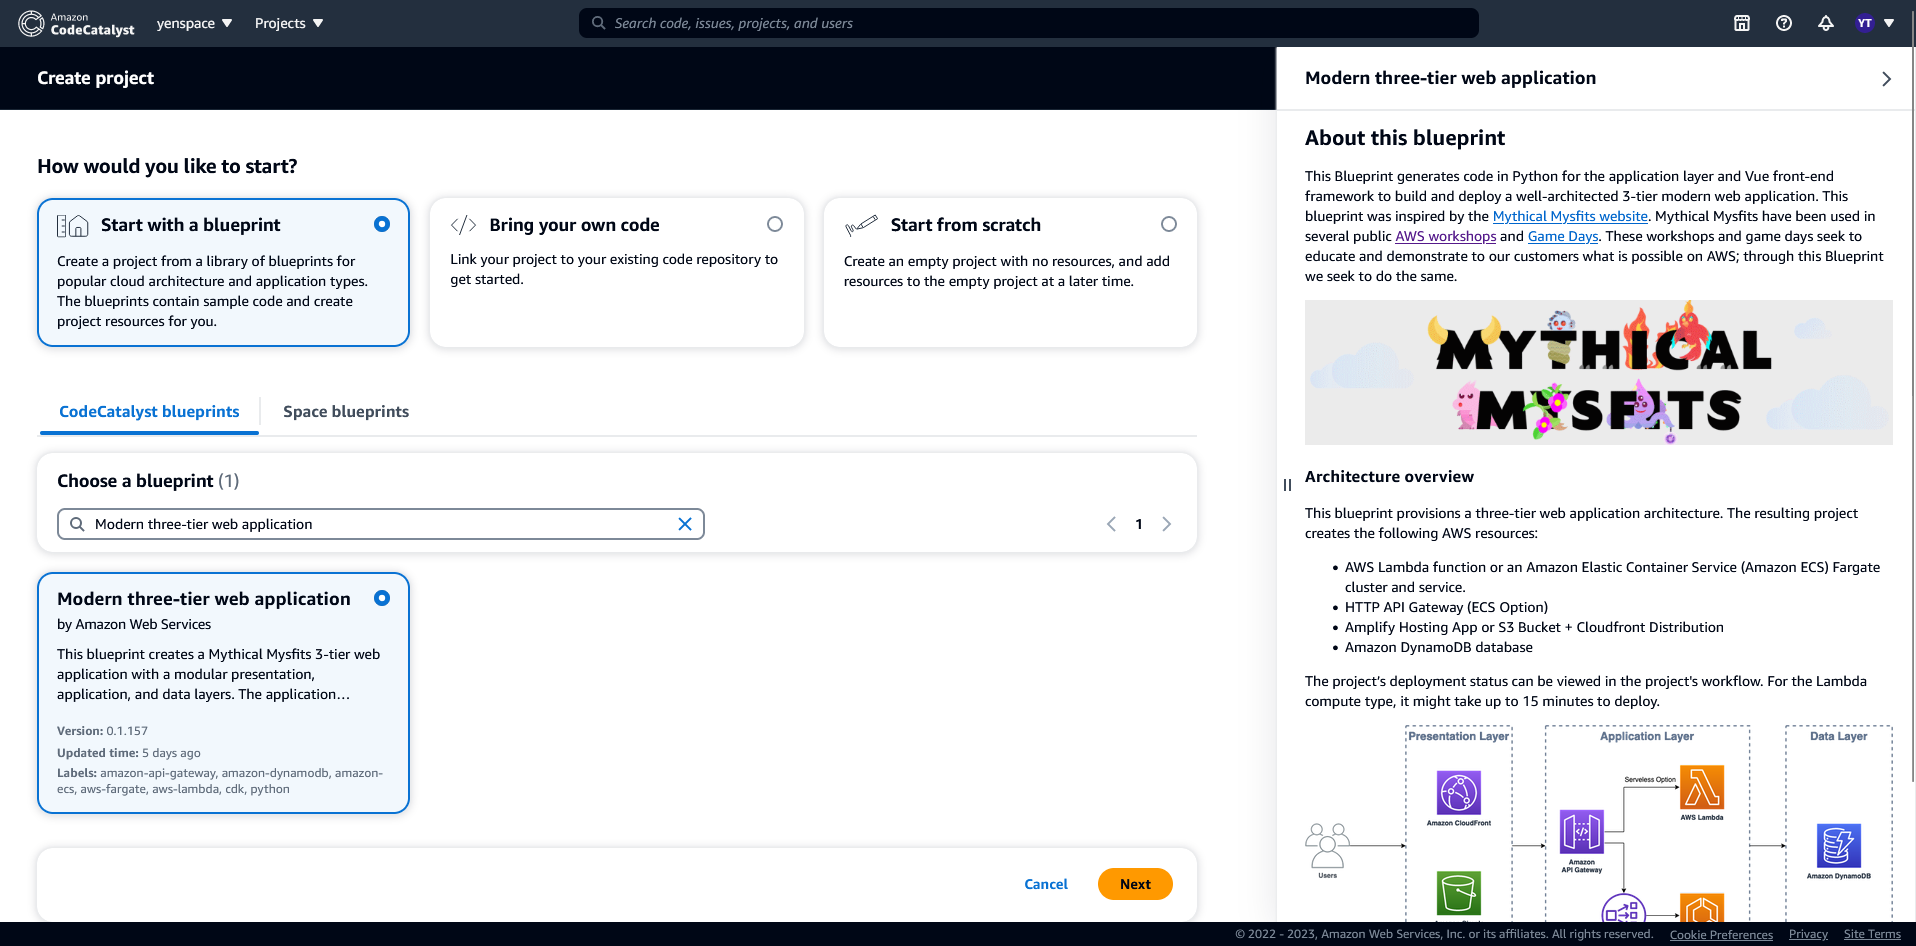 Amazon
CodeCatalyst
yenspace
Projects
Search code, issues, projects, and users
YT
Create project
How would you like to start?
Start with a blueprint
Create a project from a library of blueprints for
popular cloud architecture and application types.
The blueprints contain sample code and create
project resources for you.
Bring your own code
Link your project to your existing code repository to
get started.
Start from scratch
Create an empty project with no resources, and add
resources to the empty project at a later time.
CodeCatalyst blueprints
Space blueprints
Choose a blueprint (1)
Modern three-tier web application
1
Modern three-tier web application
by Amazon Web Services
This blueprint creates a Mythical Mysfits 3-tier web
application with a modular presentation,
application, and data layers. The application…
Version: 0.1.157
Updated time: 5 days ago
Labels: amazon-api-gateway, amazon-dynamodb, amazon-
ecs, aws-fargate, aws-lambda, cdk, python
Cancel
Next
Modern three-tier web application
About this blueprint
This Blueprint generates code in Python for the application layer and Vue front-end
framework to build and deploy a well-architected 3-tier modern web application. This
blueprint was inspired by the Mythical Mysfits website. Mythical Mysfits have been used in
several public AWS workshops and Game Days. These workshops and game days seek to
educate and demonstrate to our customers what is possible on AWS; through this Blueprint
we seek to do the same.
MYTHICAL
MYSFITS
Architecture overview
This blueprint provisions a three-tier web application architecture. The resulting project
creates the following AWS resources:
• AWS Lambda function or an Amazon Elastic Container Service (Amazon ECS) Fargate
cluster and service.
• HTTP API Gateway (ECS Option)
• Amplify Hosting App or S3 Bucket + Cloudfront Distribution
• Amazon DynamoDB database
The project’s deployment status can be viewed in the project's workflow. For the Lambda
compute type, it might take up to 15 minutes to deploy.
Presentation Layer
Application Layer
Data Layer
Serveless Option
Amazon CloudFront
AWS Lambda
Amazon
API Gateway
Users
Amazon DynamoDB
© 2022 - 2023, Amazon Web Services, Inc. or its affiliates. All rights reserved.
Cookie Preferences
Privacy
Site Terms